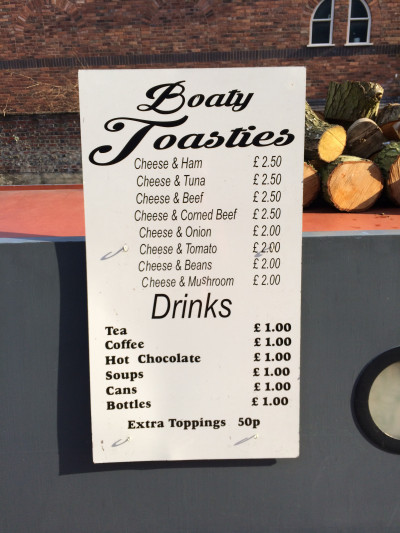 Boaty
Toasties
Cheese & Ham £ 2.50
Cheese & Tuna £ 2.50
Cheese & Beef £ 2.50
Cheese & Corned Beef £ 2.50
Cheese & Onion £ 2.00
Cheese & Tomato £ 2.00
Cheese & Beans £ 2.00
Cheese & Mushroom £ 2.00
Drinks
Tea £ 1.00
Coffee £ 1.00
Hot Chocolate £ 1.00
Soups £ 1.00
Cans £ 1.00
Bottles £ 1.00
Extra Toppings 50p